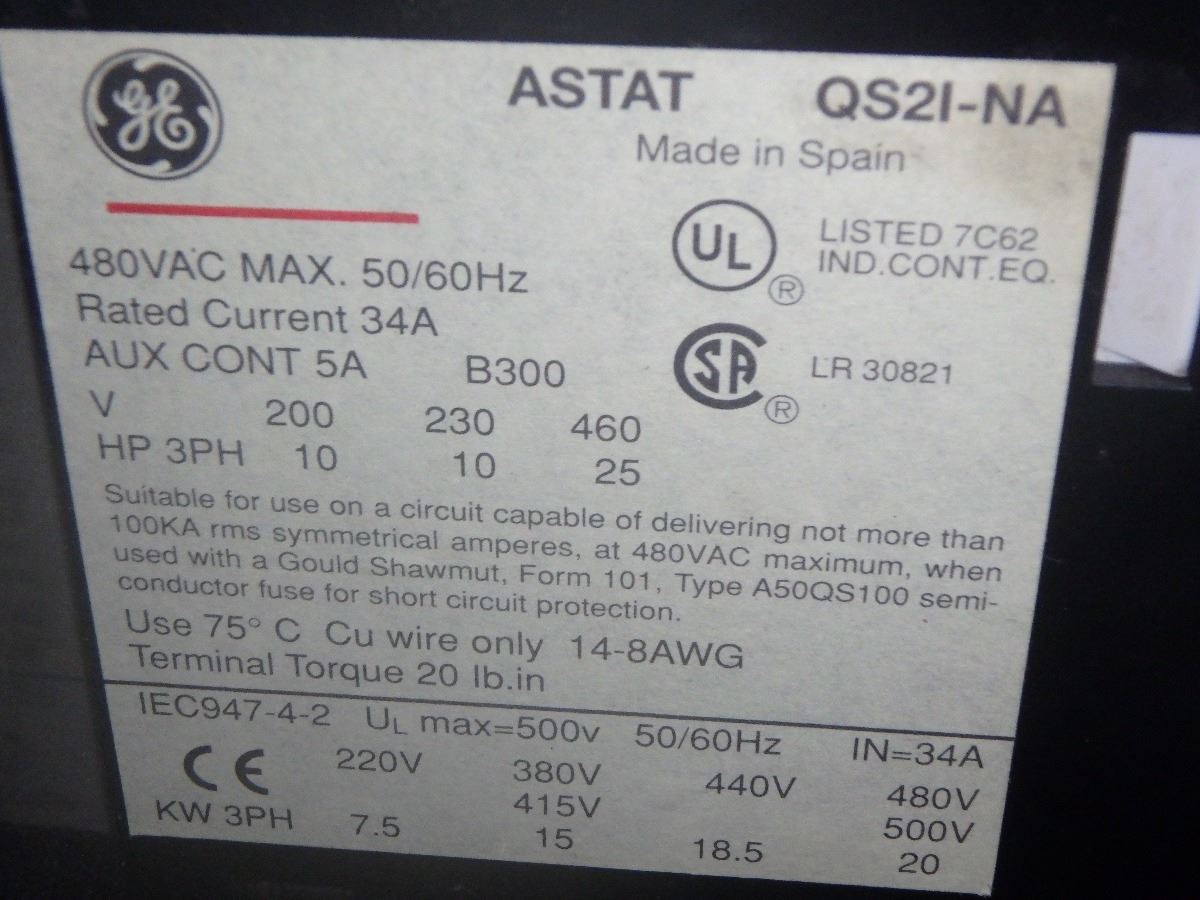 GE ASTAT QS2I-NA
Made in Spain
UL ® LISTED 7C62
IND.CONT.EQ.
480VAC MAX. 50/60Hz
Rated Current 34A
AUX CONT 5A B300
SA ® LR 30821
V 200 230 460
HP 3PH 10 10 25
Suitable for use on a circuit capable of delivering not more than
100KA rms symmetrical amperes, at 480VAC maximum, when
used with a Gould Shawmut, Form 101, Type A50QS100 semi-
conductor fuse for short circuit protection.
Use 75° C Cu wire only 14-8AWG
Terminal Torque 20 lb.in
IEC947-4-2 UL max=500v 50/60Hz IN=34A
CE 220V 380V 440V 480V
415V 500V
KW 3PH 7.5 15 18.5 20